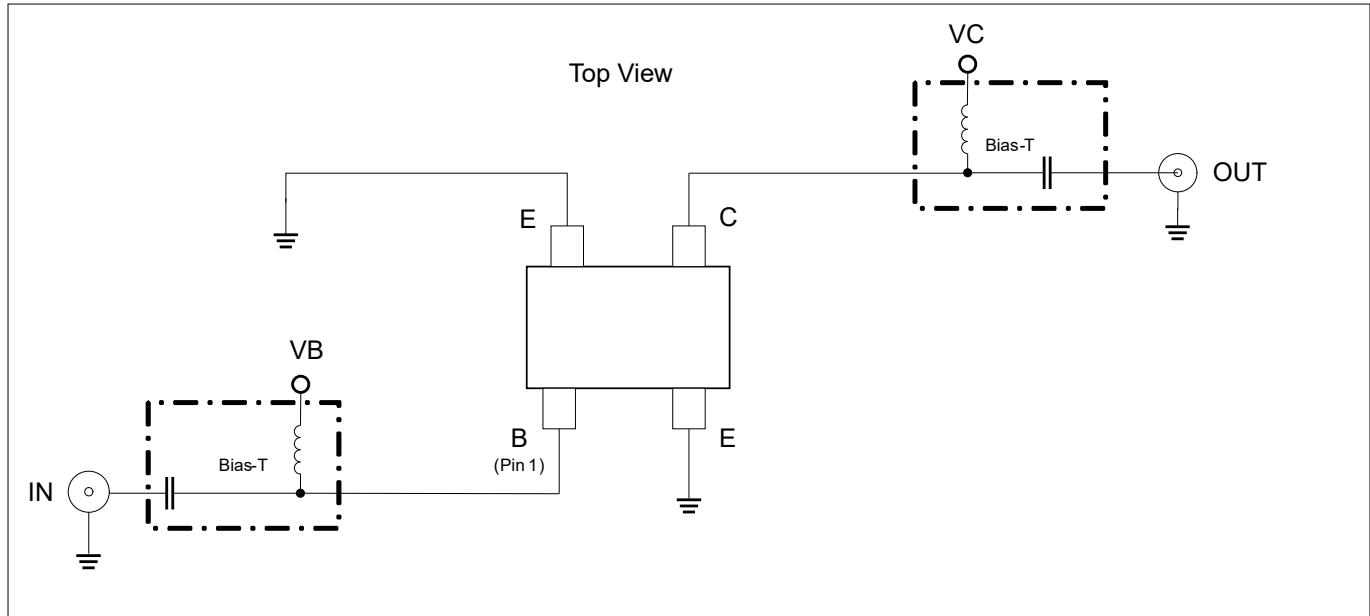 VC
Top View
Bias-T
OUT
E
C
VB
B
E
(Pin 1)
Bias-T
IN